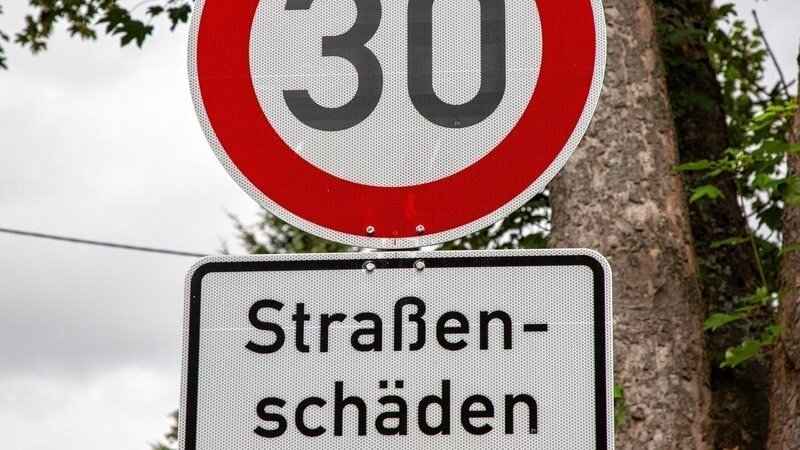 30
Straßen-
schäden